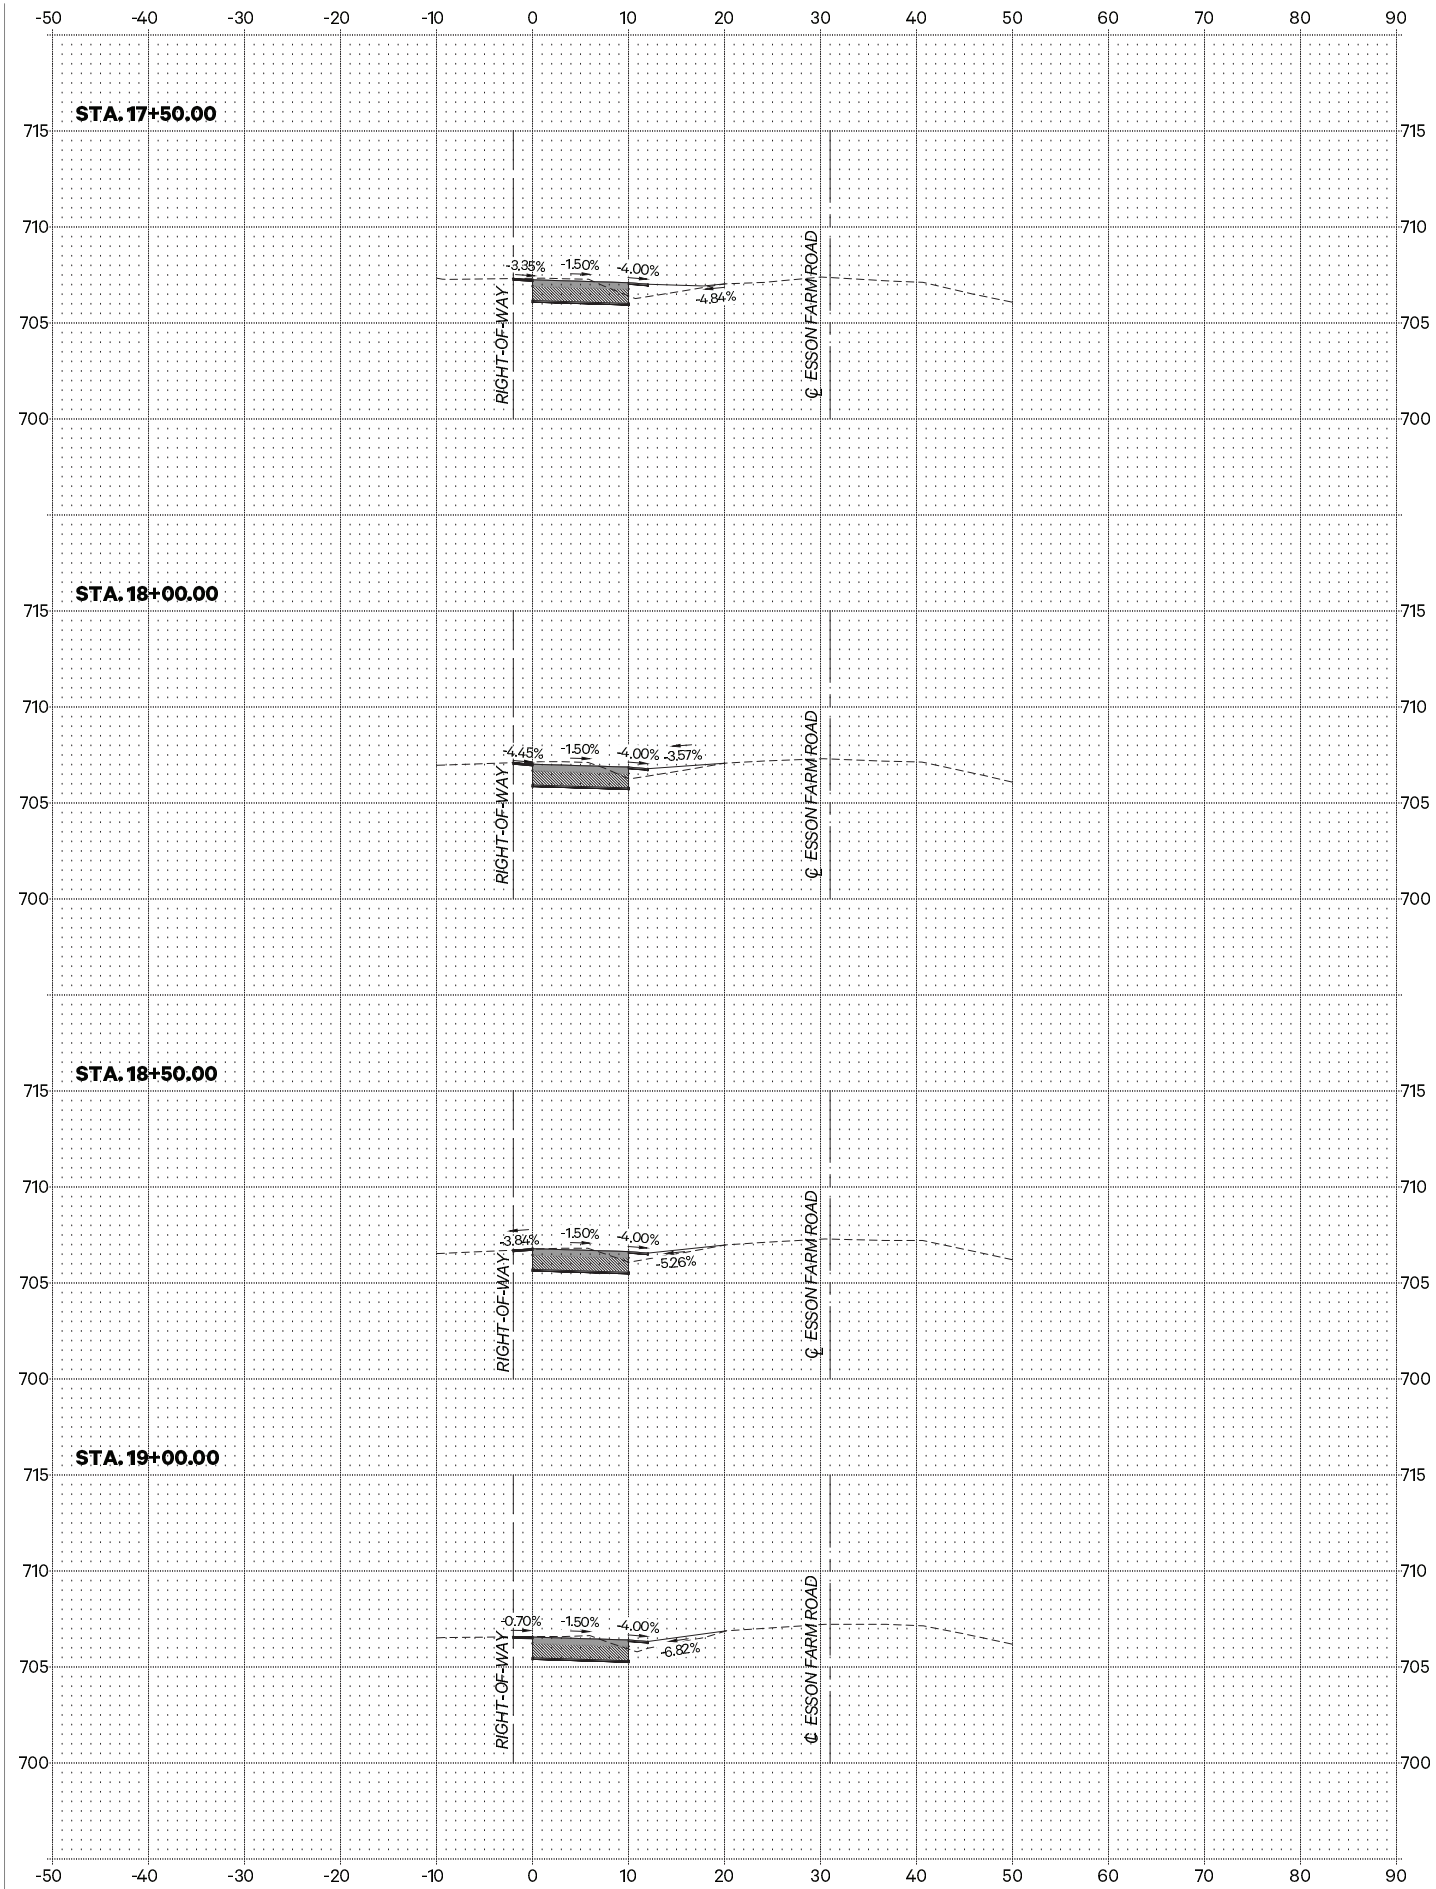 -50 -40 -30 -20 -10 0 10 20 30 40 50 60 70 80 90
STA. 17+50.00
715 715
710 710
-3.35% -1.50% -4.00%
-4.84%
705 705
RIGHT-OF-WAY
℄ ESSON FARM ROAD
700 700
STA. 18+00.00
715 715
710 710
-4.45% -1.50% -4.00% -3.57%
705 705
RIGHT-OF-WAY
℄ ESSON FARM ROAD
700 700
STA. 18+50.00
715 715
710 710
-3.84% -1.50% -4.00%
-5.26%
705 705
RIGHT-OF-WAY
℄ ESSON FARM ROAD
700 700
STA. 19+00.00
715 715
710 710
-0.70% -1.50% -4.00%
-6.82%
705 705
RIGHT-OF-WAY
℄ ESSON FARM ROAD
700 700
-50 -40 -30 -20 -10 0 10 20 30 40 50 60 70 80 90